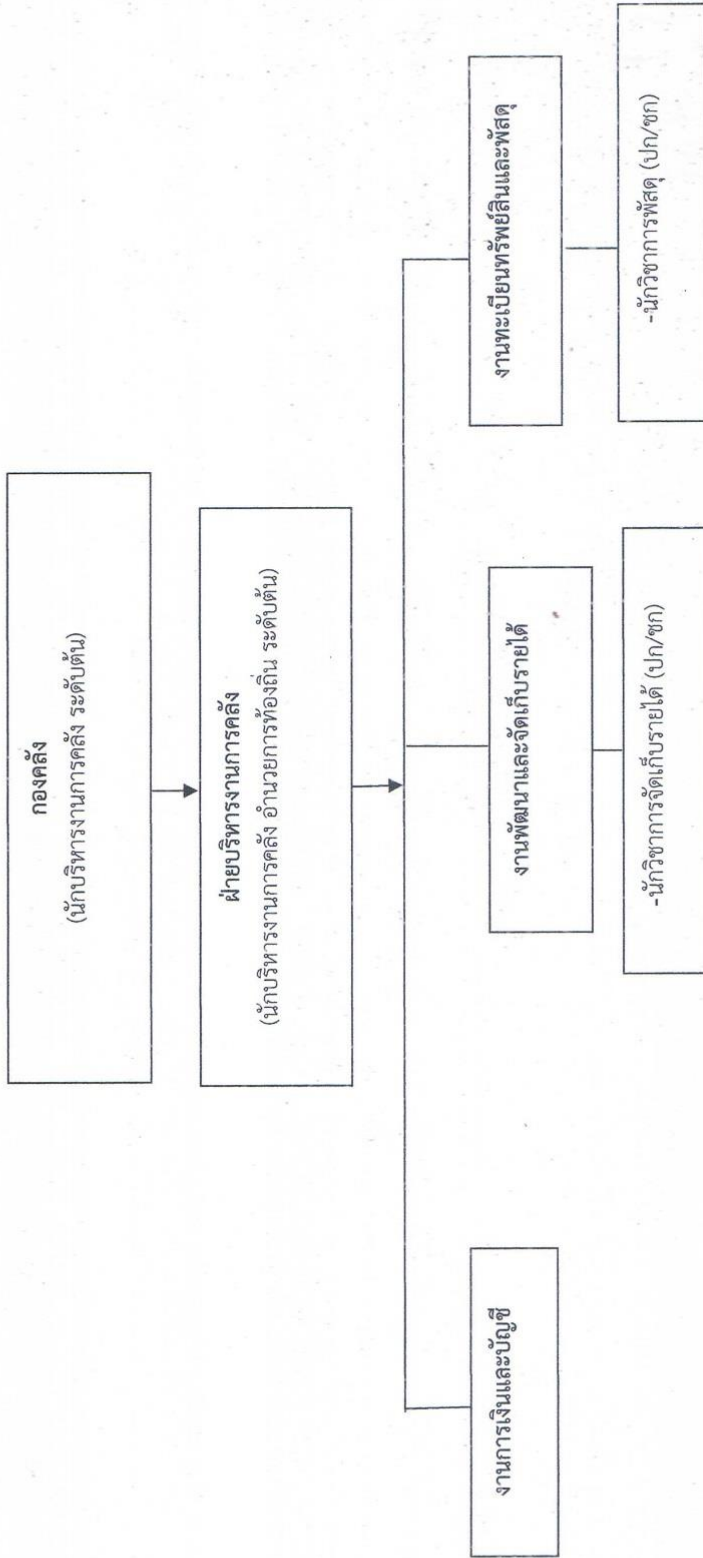 กองคลัง
(นักบริหารงานการคลัง ระดับต้น)
ฝ่ายบริหารงานการคลัง
(นักบริหารงานการคลัง อำนวยการท้องถิ่น ระดับต้น)
งานการเงินและบัญชี
งานพัฒนาและจัดเก็บรายได้
งานทะเบียนทรัพย์สินและพัสดุ
-นักวิชาการจัดเก็บรายได้ (ปก/ชก)
-นักวิชาการพัสดุ (ปก/ชก)